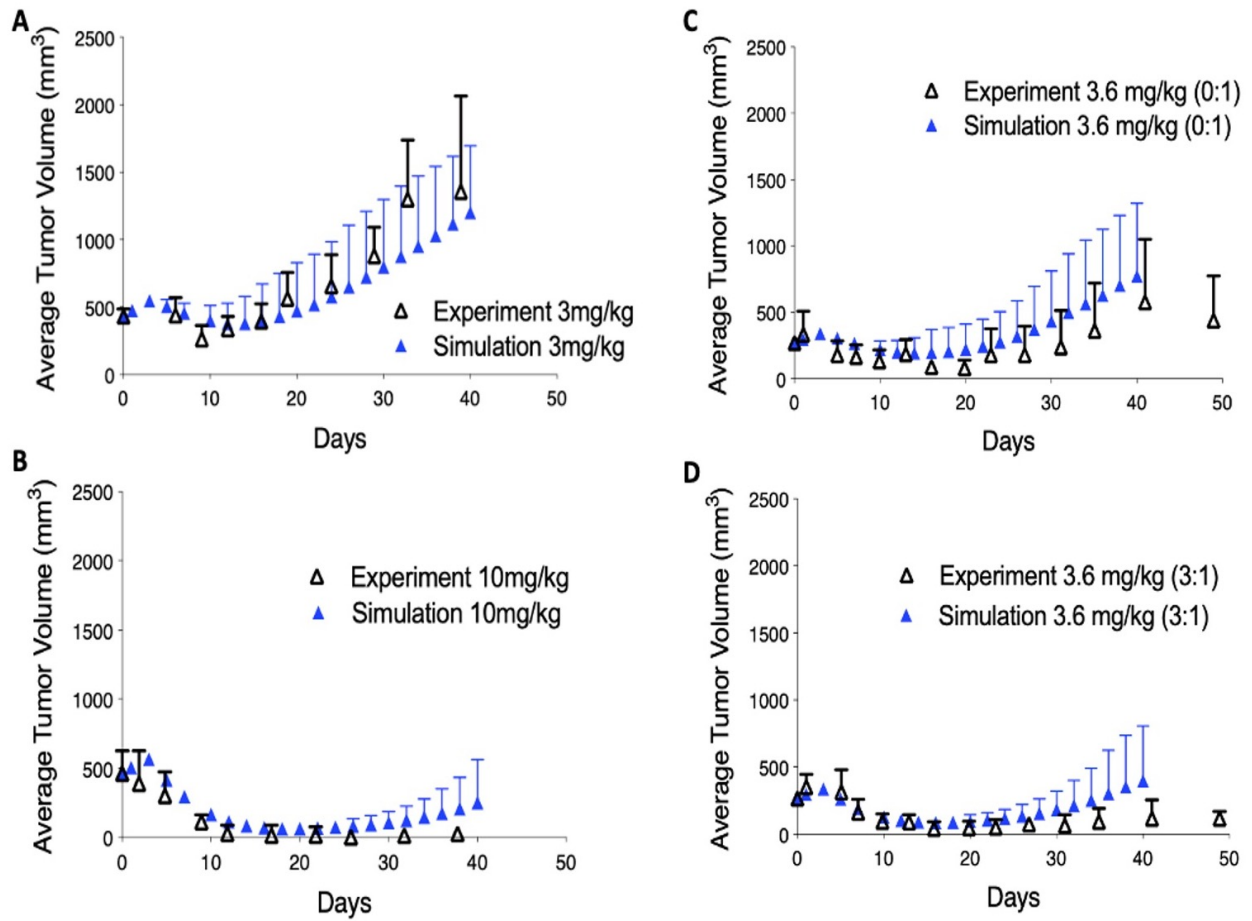 A
Average Tumor Volume (mm³)
2500
2000
1500
1000
500
0
0 10 20 30 40 50
Days
Experiment 3mg/kg
Simulation 3mg/kg
C
Average Tumor Volume (mm³)
2500
2000
1500
1000
500
0
0 10 20 30 40 50
Days
Experiment 3.6 mg/kg (0:1)
Simulation 3.6 mg/kg (0:1)
B
Average Tumor Volume (mm³)
2500
2000
1500
1000
500
0
0 10 20 30 40 50
Days
Experiment 10mg/kg
Simulation 10mg/kg
D
Average Tumor Volume (mm³)
2500
2000
1500
1000
500
0
0 10 20 30 40 50
Days
Experiment 3.6 mg/kg (3:1)
Simulation 3.6 mg/kg (3:1)